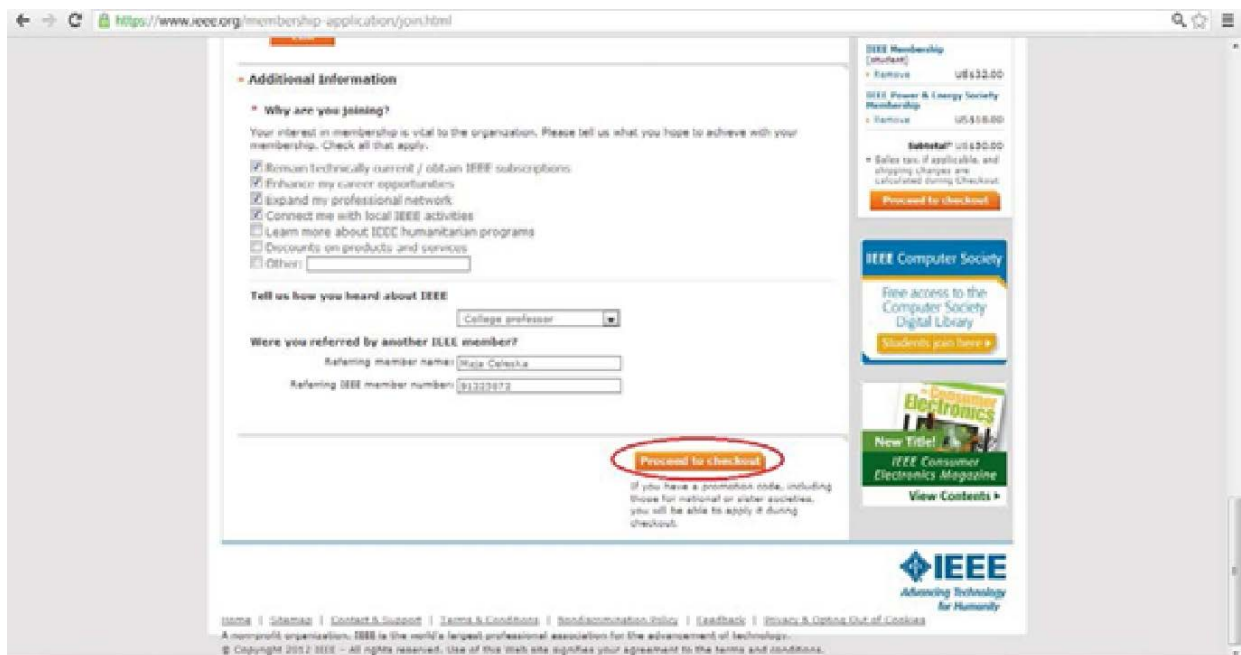 https://www.ieee.org/membership-application/join.html
Additional Information
* Why are you joining?
Your interest in membership is vital to the organization. Please tell us what you hope to achieve with your
membership. Check all that apply.
Remain technically current / obtain IEEE subscriptions
Enhance my career opportunities
Expand my professional network
Connect me with local IEEE activities
Learn more about IEEE humanitarian programs
Discounts on products and services
Other:
Tell us how you heard about IEEE
College professor
Were you referred by another IEEE member?
Referring member name: Maja Celeska
Referring IEEE member number:
Proceed to checkout
If you have a promotion code, including
those for national or sister societies,
you will be able to apply it during
checkout.
IEEE Membership
[student]
Remove US$32.00
IEEE Power & Energy Society
Membership
Remove
Subtotal*
* Sales tax, if applicable, and
shipping charges are
calculated during Checkout
Proceed to checkout
IEEE Computer Society
Free access to the
Computer Society
Digital Library
Students join here
Consumer
Electronics
New Title!
IEEE Consumer
Electronics Magazine
View Contents
IEEE
Advancing Technology
for Humanity
Home | Sitemap | Contact & Support | Terms & Conditions | Nondiscrimination Policy | Feedback | Privacy & Opting Out of Cookies
A non-profit organization, IEEE is the world's largest professional association for the advancement of technology.
© Copyright 2012 IEEE – All rights reserved. Use of this Web site signifies your agreement to the terms and conditions.